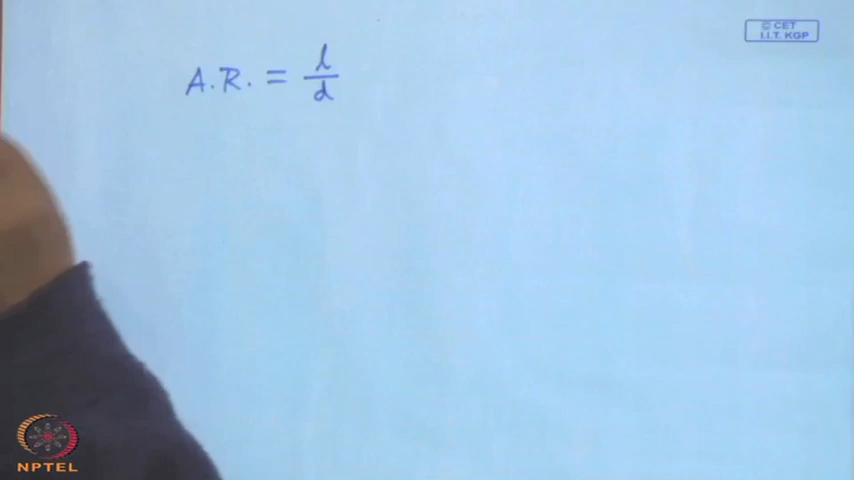 © CET
I.I.T. KGP
A.R. = l/d
NPTEL